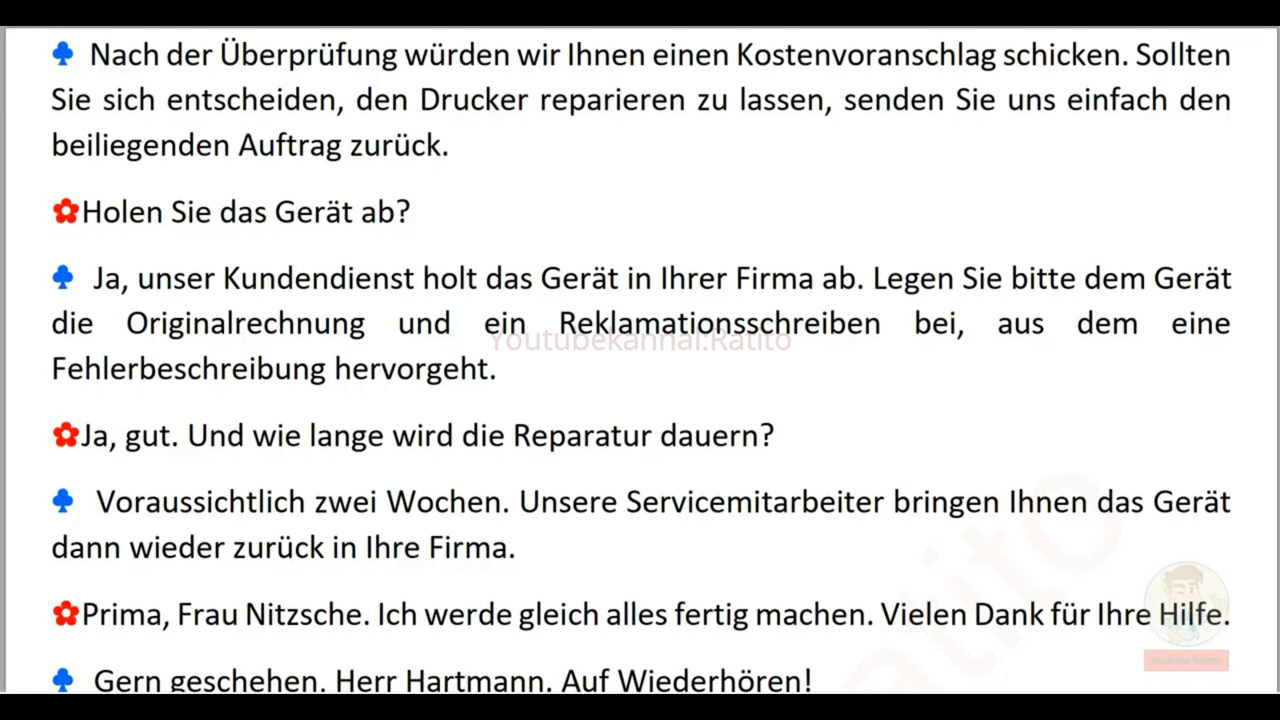 ♣ Nach der Überprüfung würden wir Ihnen einen Kostenvoranschlag schicken. Sollten
Sie sich entscheiden, den Drucker reparieren zu lassen, senden Sie uns einfach den
beiliegenden Auftrag zurück.
✿Holen Sie das Gerät ab?
♣ Ja, unser Kundendienst holt das Gerät in Ihrer Firma ab. Legen Sie bitte dem Gerät
die Originalrechnung und ein Reklamationsschreiben bei, aus dem eine
Youtubekannal:Ratito
Fehlerbeschreibung hervorgeht.
✿Ja, gut. Und wie lange wird die Reparatur dauern?
♣ Voraussichtlich zwei Wochen. Unsere Servicemitarbeiter bringen Ihnen das Gerät
dann wieder zurück in Ihre Firma.
✿Prima, Frau Nitzsche. Ich werde gleich alles fertig machen. Vielen Dank für Ihre Hilfe.
♣ Gern geschehen, Herr Hartmann. Auf Wiederhören!